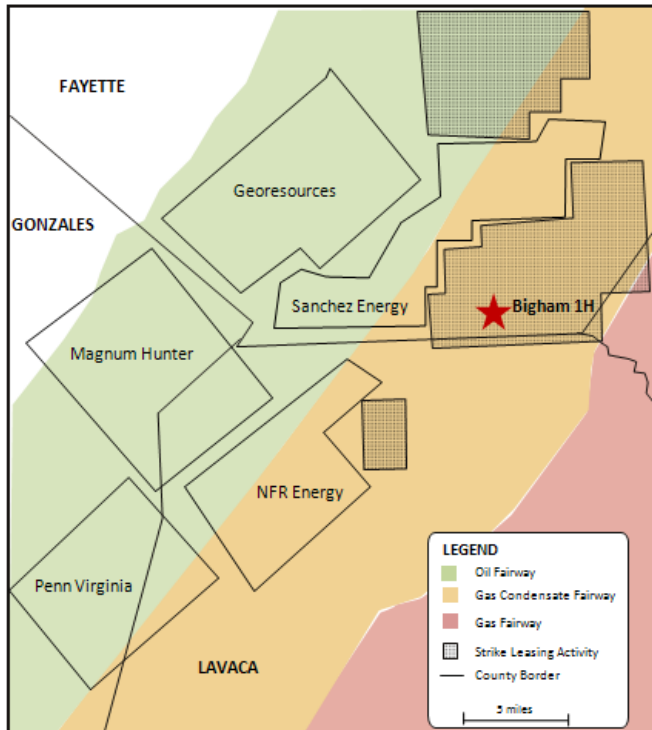 FAYETTE
Georesources
GONZALES
Sanchez Energy
Bigham 1H
Magnum Hunter
NFR Energy
Penn Virginia
LAVACA
LEGEND
Oil Fairway
Gas Condensate Fairway
Gas Fairway
Strike Leasing Activity
County Border
5 miles